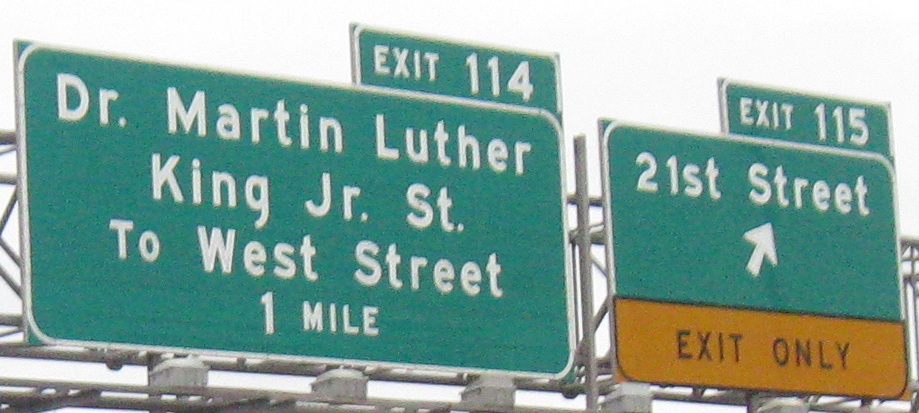 EXIT 114
Dr. Martin Luther
King Jr. St.
To West Street
1 MILE
EXIT 115
21st Street
EXIT ONLY